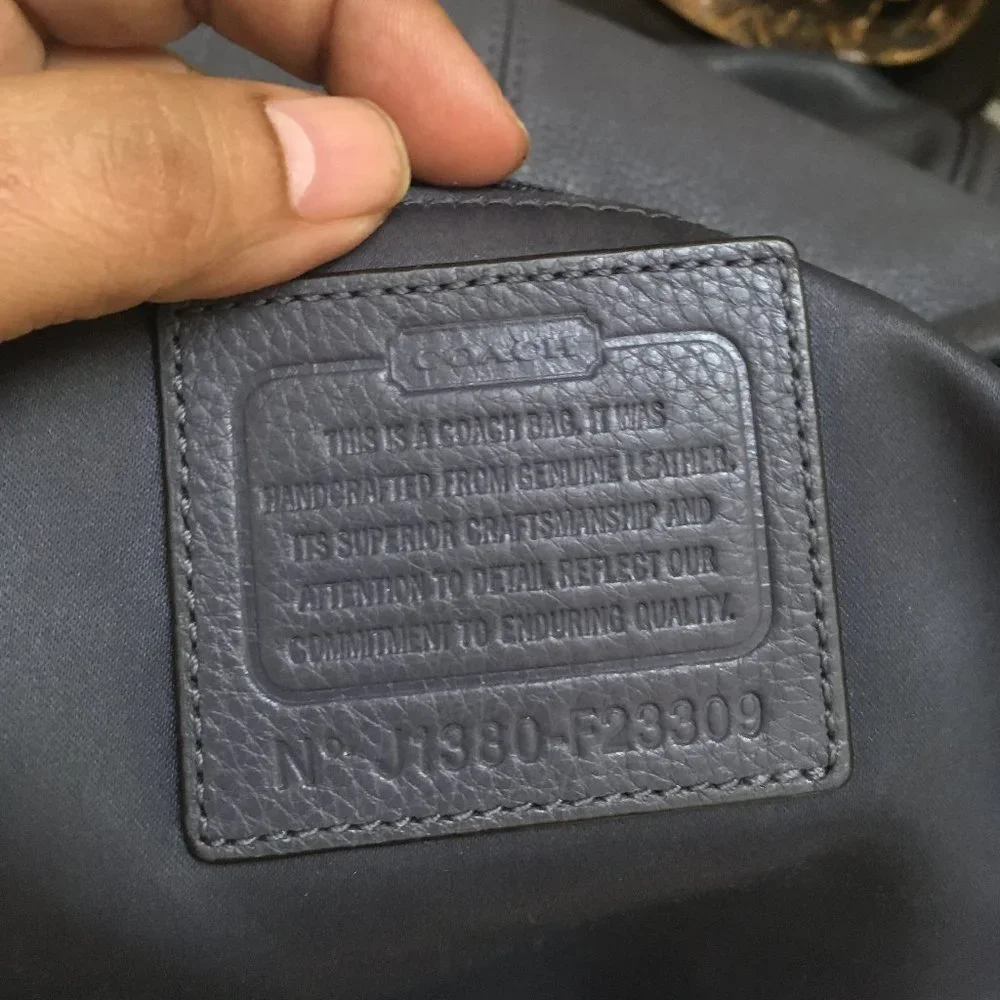 COACH
THIS IS A COACH BAG. IT WAS
HANDCRAFTED FROM GENUINE LEATHER.
ITS SUPERIOR CRAFTSMANSHIP AND
ATTENTION TO DETAIL REFLECT OUR
COMMITMENT TO ENDURING QUALITY.
Nº J1380-F23309